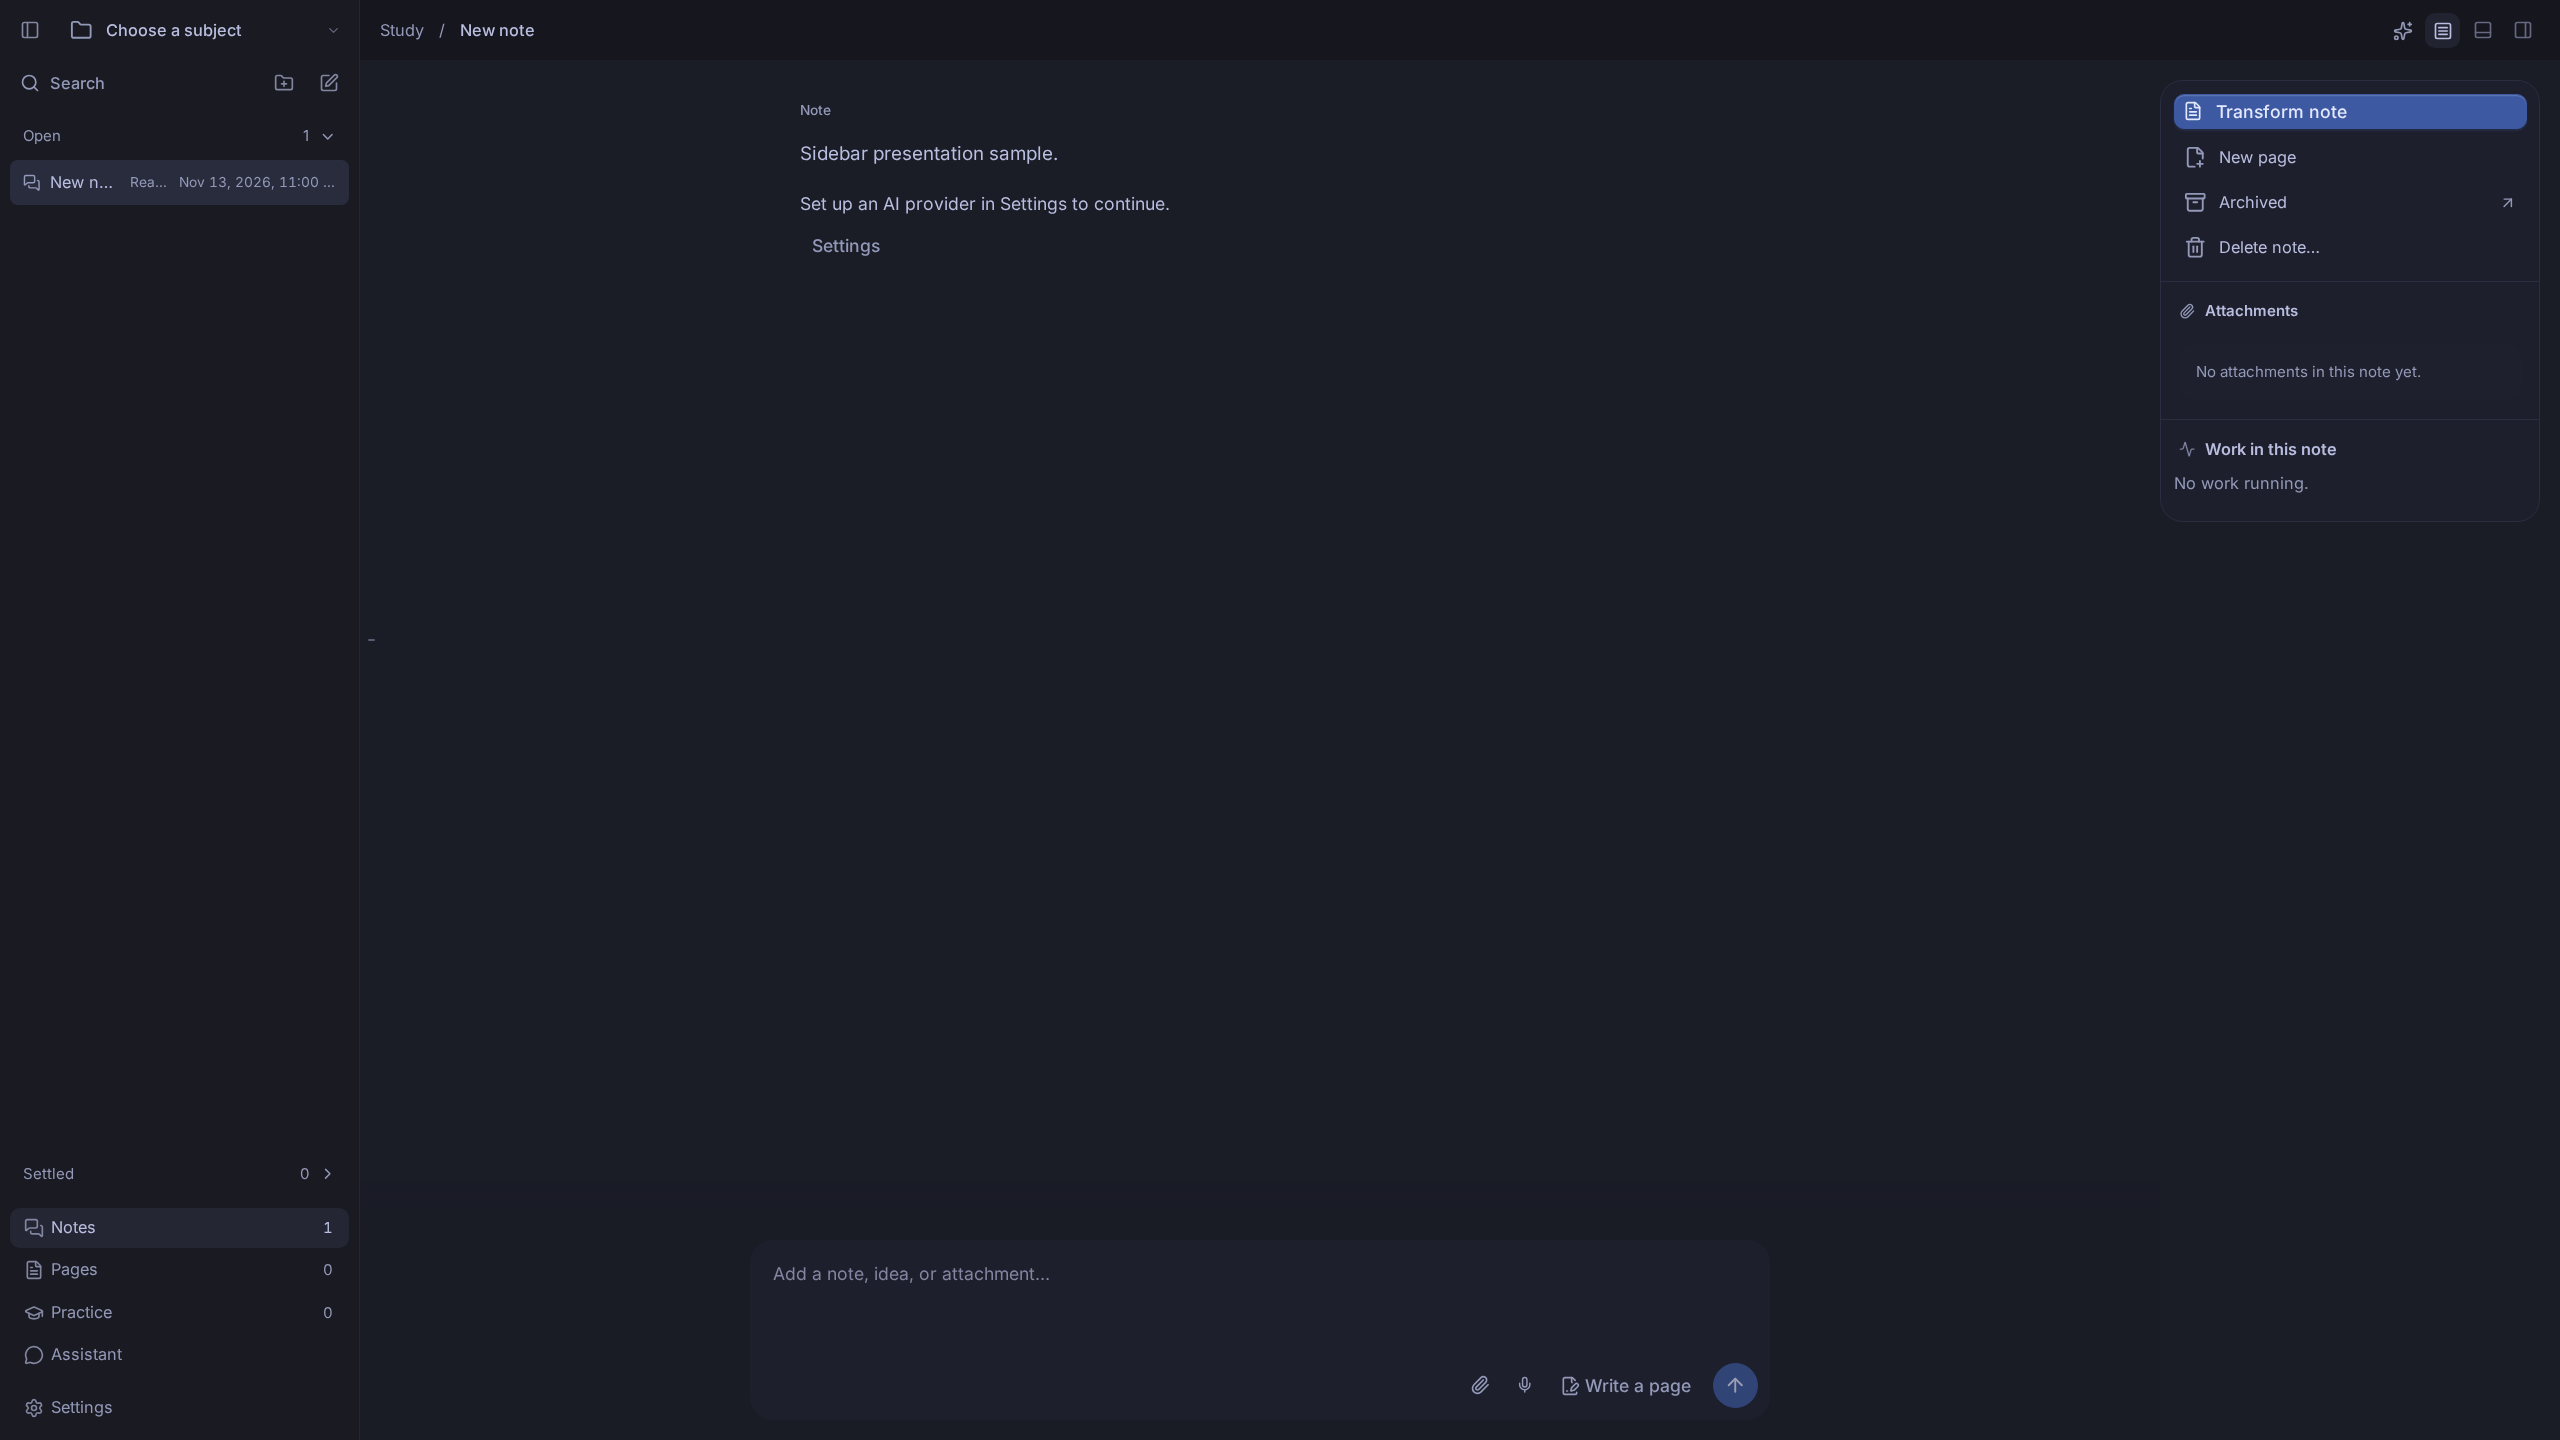 Choose a subject
Search
Open 1
New n... Rea... Nov 13, 2026, 11:00 ...
Settled 0
Notes 1
Pages 0
Practice 0
Assistant
Settings
Study / New note
Note
Sidebar presentation sample.
Set up an AI provider in Settings to continue.
Settings
Add a note, idea, or attachment...
Write a page
Transform note
New page
Archived
Delete note...
Attachments
No attachments in this note yet.
Work in this note
No work running.